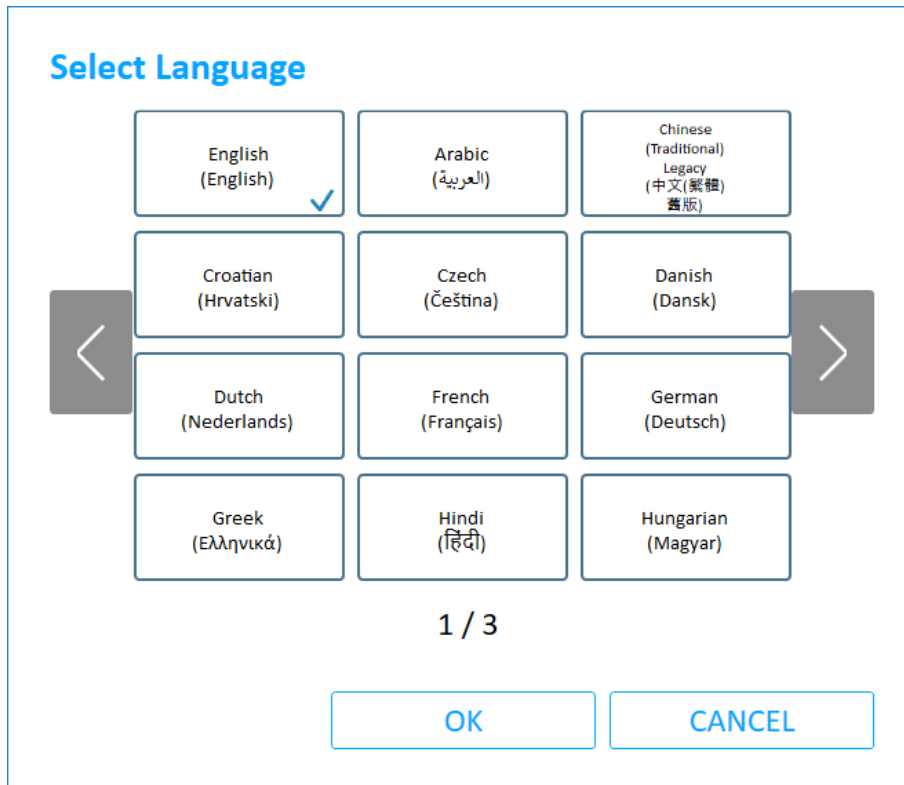 Select Language
English
(English)
Arabic
(العربية)
Chinese
(Traditional)
Legacy
(中文(繁體)
舊版)
Croatian
(Hrvatski)
Czech
(Čeština)
Danish
(Dansk)
Dutch
(Nederlands)
French
(Français)
German
(Deutsch)
Greek
(Ελληνικά)
Hindi
(हिंदी)
Hungarian
(Magyar)
1 / 3
OK
CANCEL